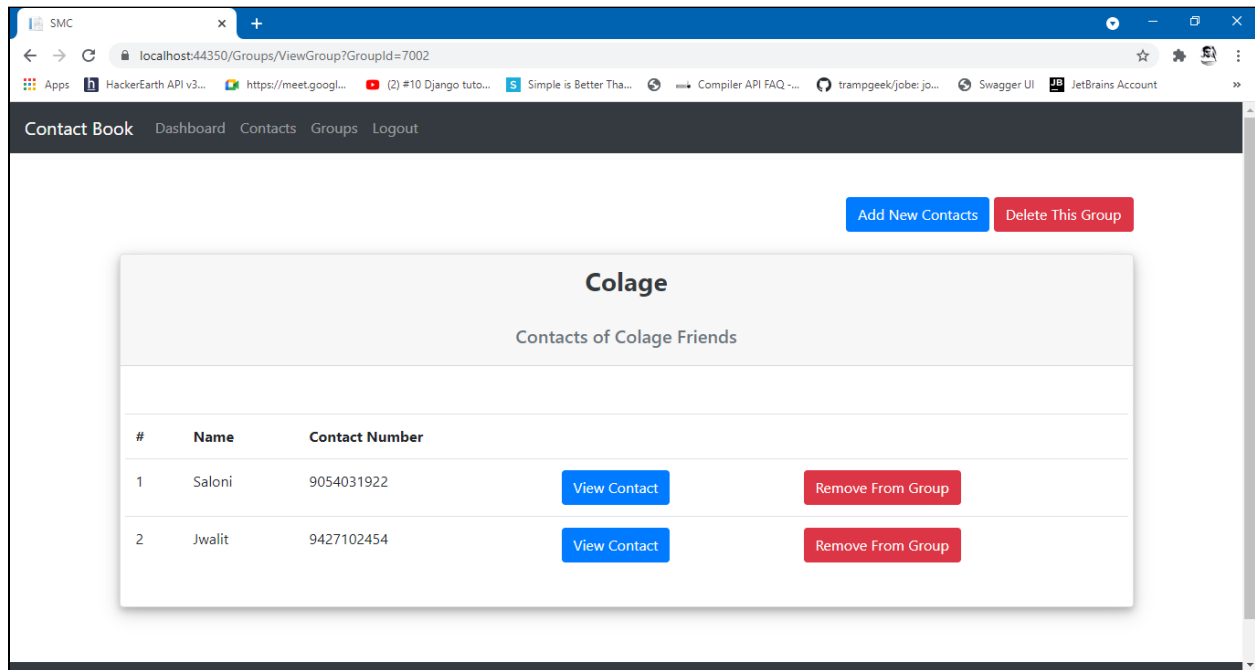 SMC
localhost:44350/Groups/ViewGroup?GroupId=7002
Apps HackerEarth API v3... https://meet.googl... (2) #10 Django tuto... Simple is Better Tha... Compiler API FAQ -... trampgeek/jobe: jo... Swagger UI JetBrains Account »
Contact Book Dashboard Contacts Groups Logout
Add New Contacts Delete This Group
Colage
Contacts of Colage Friends
# Name Contact Number
1 Saloni 9054031922 View Contact Remove From Group
2 Jwalit 9427102454 View Contact Remove From Group